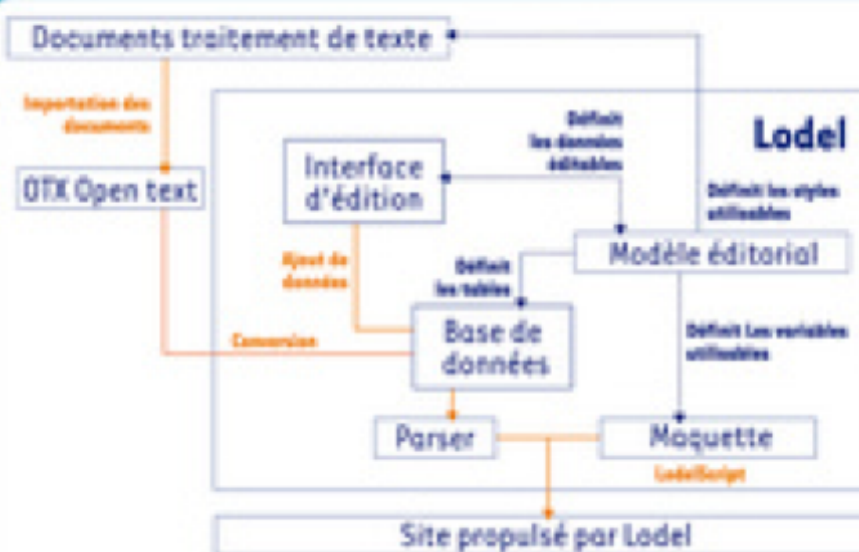 Documents traitement de texte
Importation des
documents
Définit
les données
éditables
Lodel
Interface
d'édition
OTX Open text
Définit les styles
utilisables
Modèle éditorial
Ajout de
données
Définit
les tables
Base de
données
Définit Les variables
utilisables
Conversion
Parser
Maquette
LodelScript
Site propulsé par Lodel